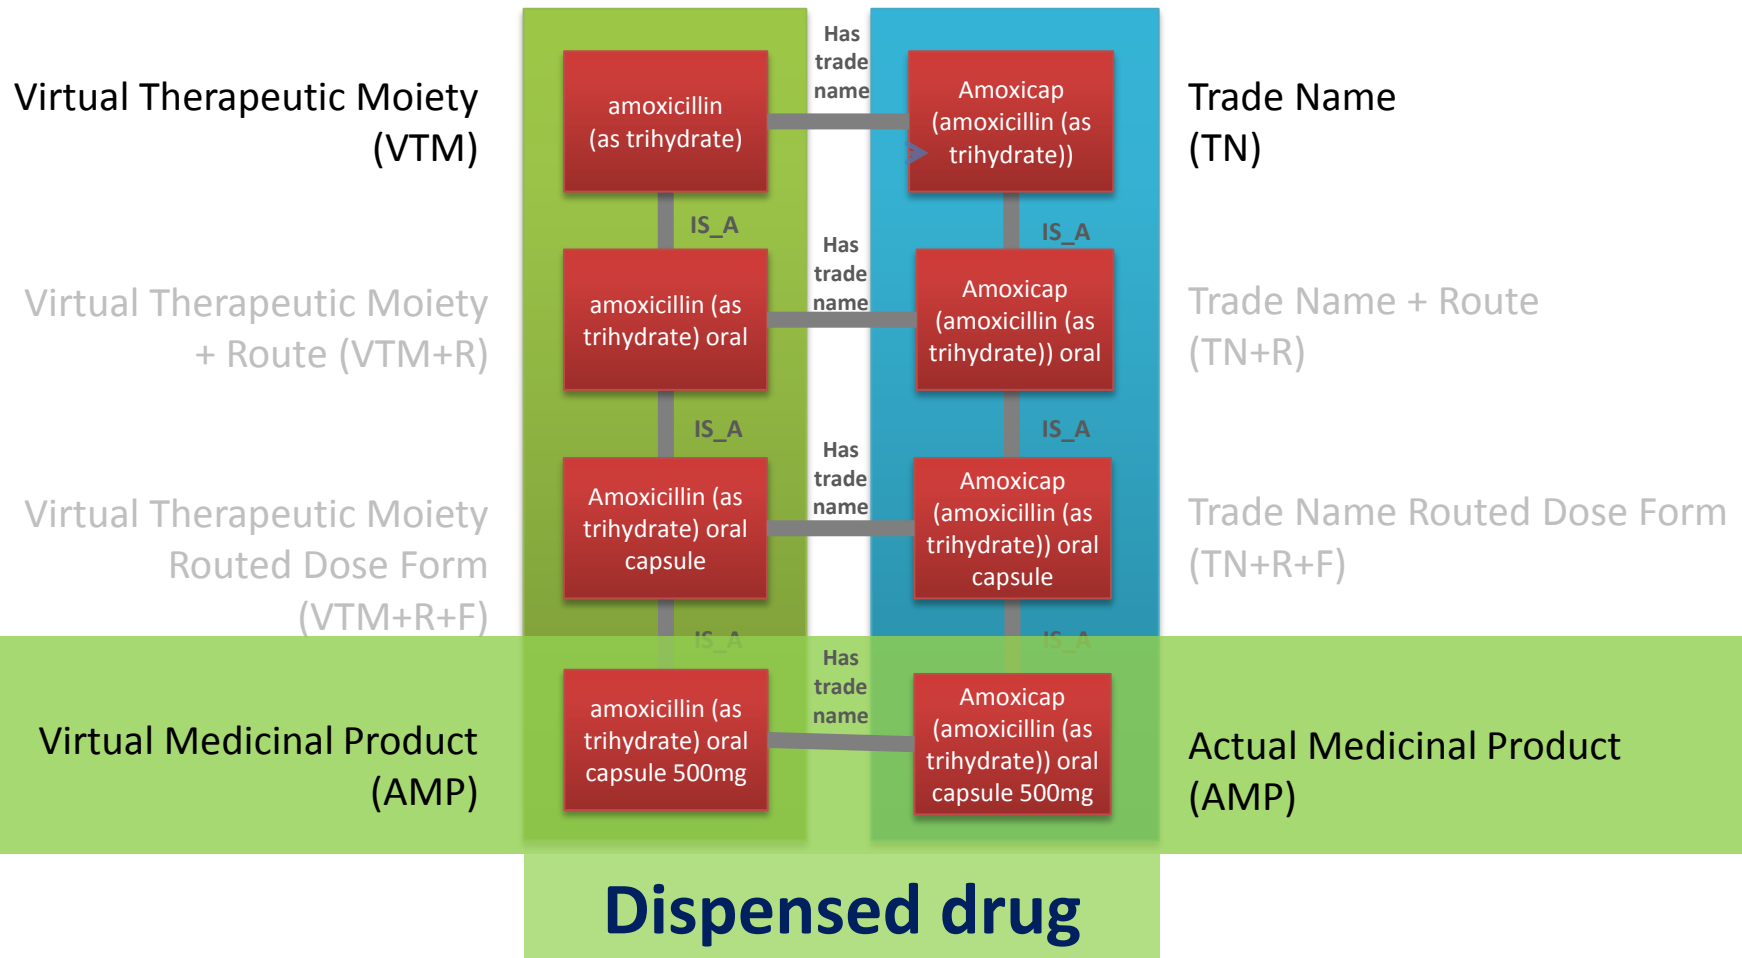 Has
trade
name
Virtual Therapeutic Moiety
(VTM)
amoxicillin
(as trihydrate)
Amoxicap
(amoxicillin (as
trihydrate))
Trade Name
(TN)
IS_A
IS_A
Has
trade
name
Virtual Therapeutic Moiety
+ Route (VTM+R)
amoxicillin (as
trihydrate) oral
Amoxicap
(amoxicillin (as
trihydrate)) oral
Trade Name + Route
(TN+R)
IS_A
IS_A
Has
trade
name
Virtual Therapeutic Moiety
Routed Dose Form
(VTM+R+F)
Amoxicillin (as
trihydrate) oral
capsule
Amoxicap
(amoxicillin (as
trihydrate)) oral
capsule
Trade Name Routed Dose Form
(TN+R+F)
IS_A
IS_A
Has
trade
name
Virtual Medicinal Product
(AMP)
amoxicillin (as
trihydrate) oral
capsule 500mg
Amoxicap
(amoxicillin (as
trihydrate)) oral
capsule 500mg
Actual Medicinal Product
(AMP)
Dispensed drug